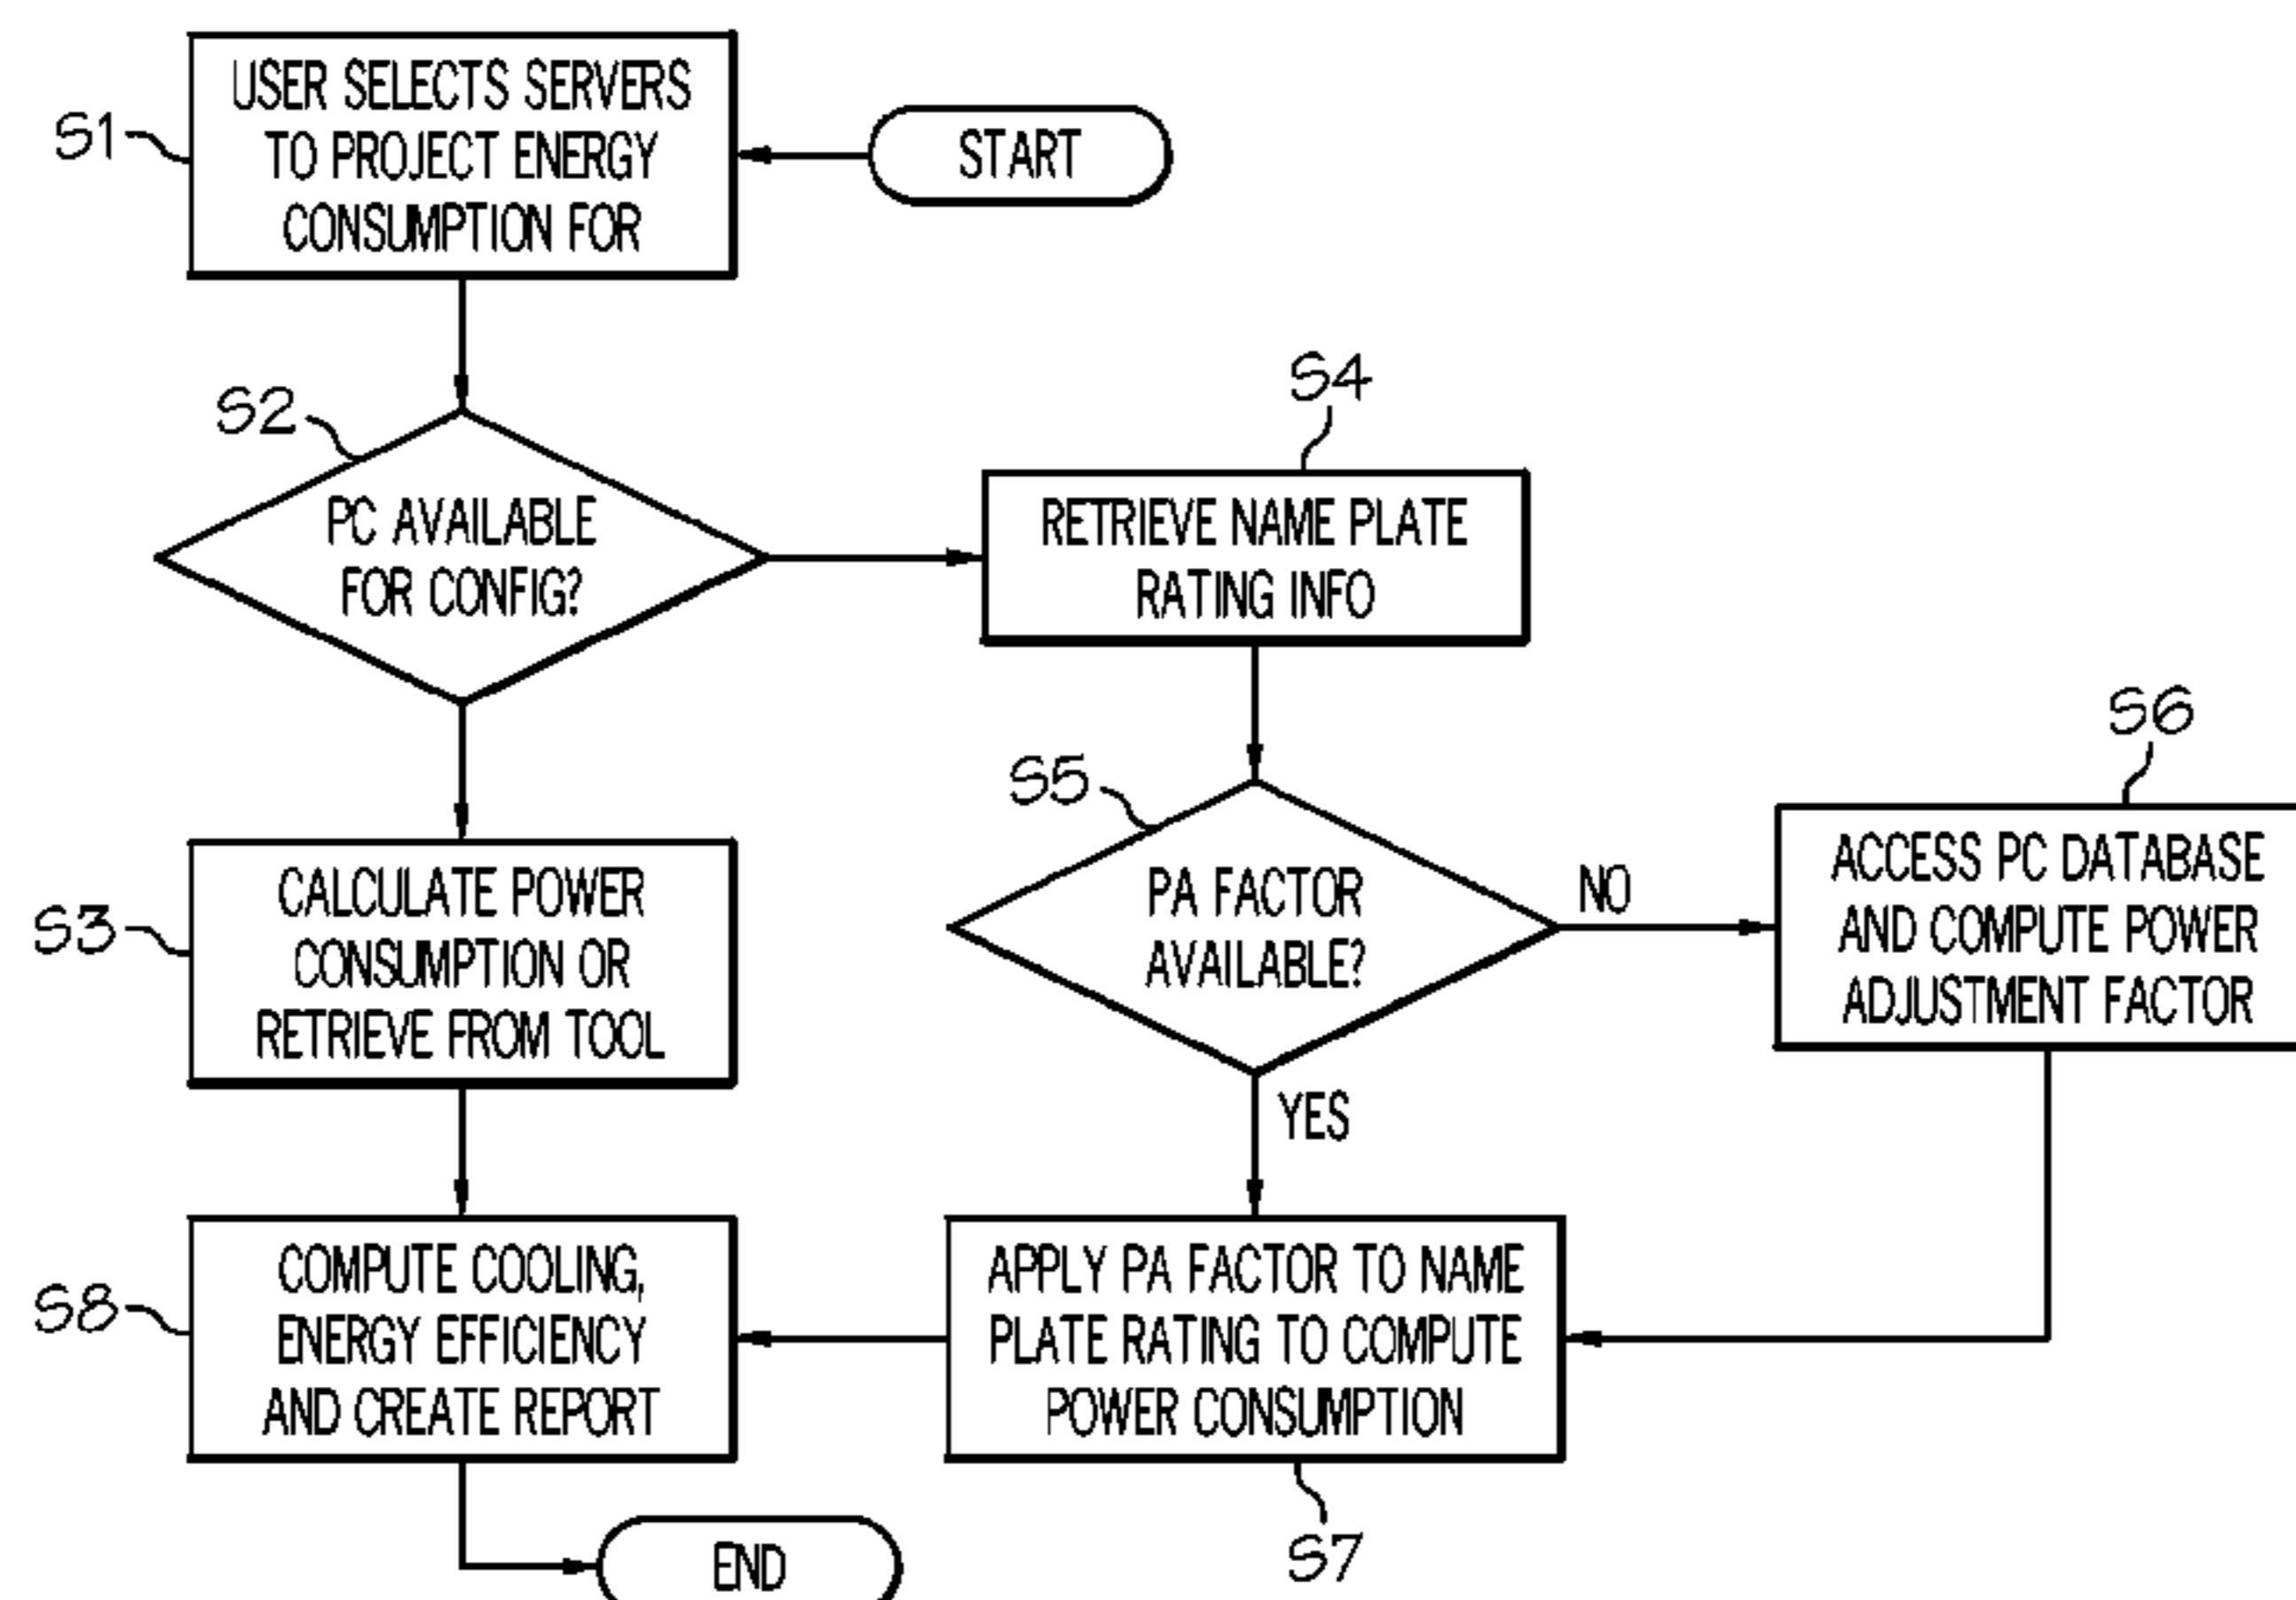 S1
USER SELECTS SERVERS
TO PROJECT ENERGY
CONSUMPTION FOR
START
S2
PC AVAILABLE
FOR CONFIG?
S4
RETRIEVE NAME PLATE
RATING INFO
S3
CALCULATE POWER
CONSUMPTION OR
RETRIEVE FROM TOOL
S5
PA FACTOR
AVAILABLE?
NO
YES
S6
ACCESS PC DATABASE
AND COMPUTE POWER
ADJUSTMENT FACTOR
S8
COMPUTE COOLING,
ENERGY EFFICIENCY
AND CREATE REPORT
APPLY PA FACTOR TO NAME
PLATE RATING TO COMPUTE
POWER CONSUMPTION
S7
END